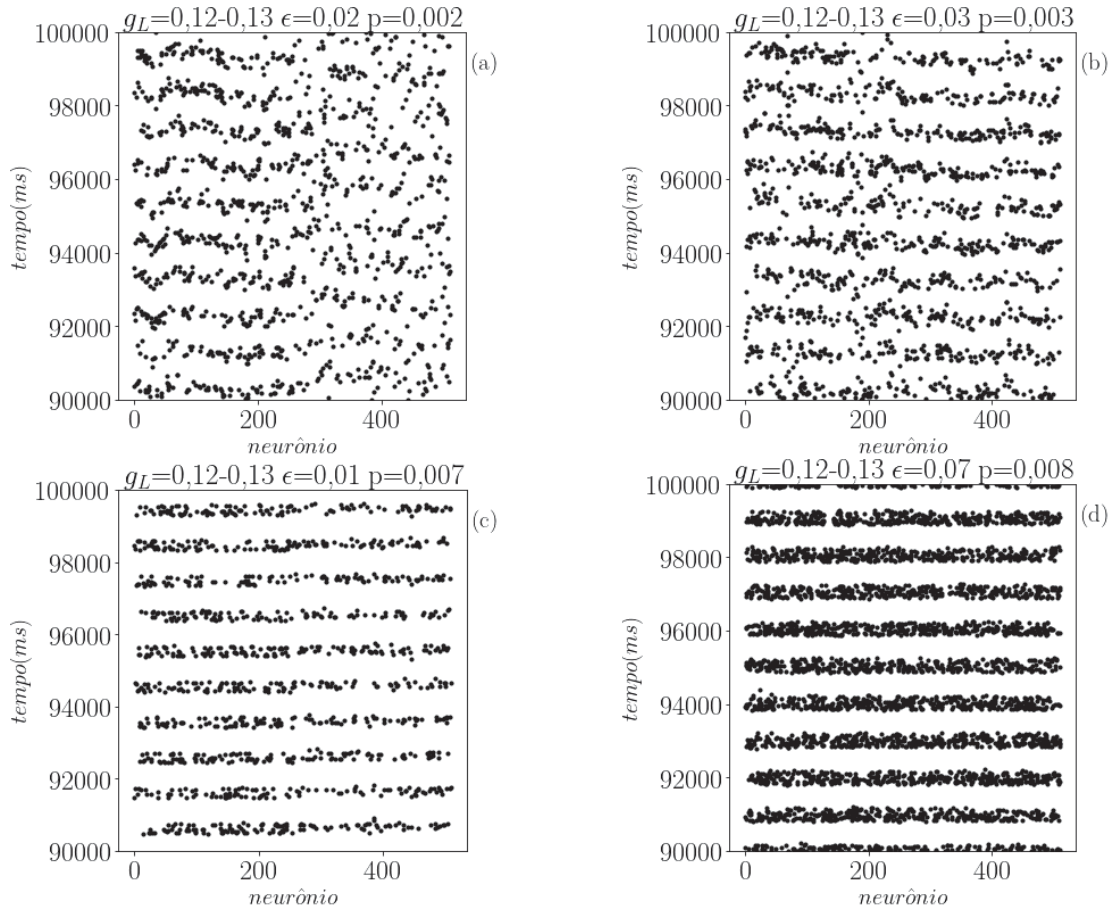 g_L=0,12-0,13 ϵ=0,02 p=0,002
(a)
100000
98000
96000
94000
92000
90000
tempo(ms)
0 200 400
neurônio
g_L=0,12-0,13 ϵ=0,03 p=0,003
(b)
100000
98000
96000
94000
92000
90000
tempo(ms)
0 200 400
neurônio
g_L=0,12-0,13 ϵ=0,01 p=0,007
(c)
100000
98000
96000
94000
92000
90000
tempo(ms)
0 200 400
neurônio
g_L=0,12-0,13 ϵ=0,07 p=0,008
(d)
100000
98000
96000
94000
92000
90000
tempo(ms)
0 200 400
neurônio